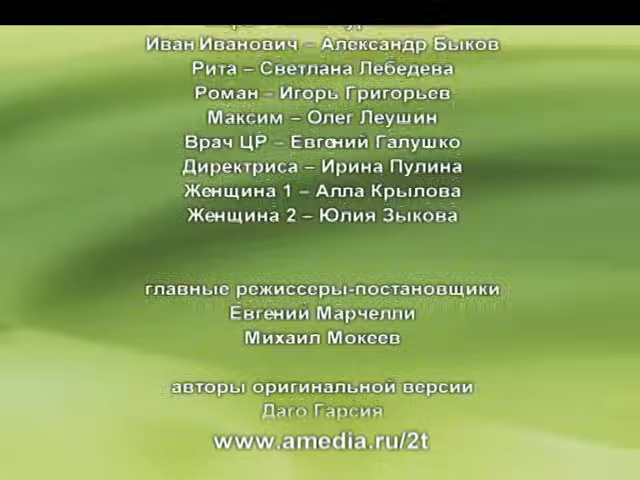 Иван Иванович – Александр Быков
Рита – Светлана Лебедева
Роман – Игорь Григорьев
Максим – Олег Леушин
Врач ЦР – Евгений Галушко
Директриса – Ирина Пулина
Женщина 1 – Алла Крылова
Женщина 2 – Юлия Зыкова
главные режиссеры-постановщики
Евгений Марчелли
Михаил Мокеев
авторы оригинальной версии
Даго Гарсия
www.amedia.ru/2t